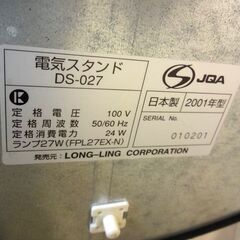 電気スタンド
DS-027
JQA
定格電圧 100 V
定格周波数 50/60 Hz
定格消費電力 24 W
ランプ27W (FPL27EX-N)
日本製 2001年型
SERIAL No.
010201
発売元: LONG-LING CORPORATION